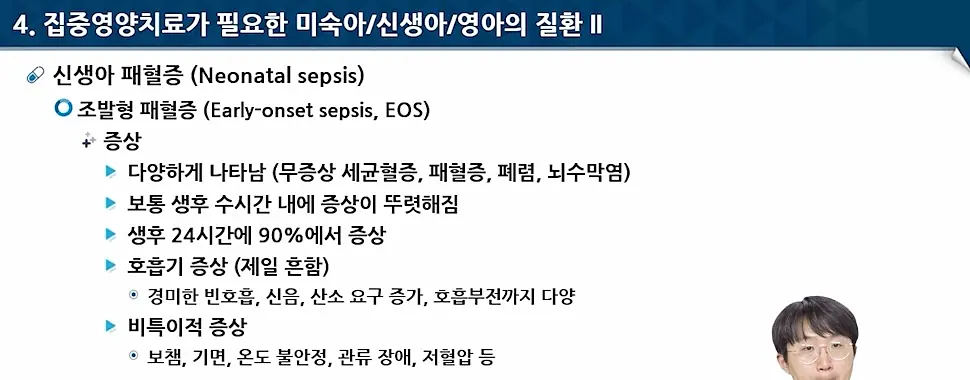 4. 집중영양치료가 필요한 미숙아/신생아/영아의 질환 II
신생아 패혈증 (Neonatal sepsis)
조발형 패혈증 (Early-onset sepsis, EOS)
증상
다양하게 나타남 (무증상 세균혈증, 패혈증, 폐렴, 뇌수막염)
보통 생후 수시간 내에 증상이 뚜렷해짐
생후 24시간에 90%에서 증상
호흡기 증상 (제일 흔함)
경미한 빈호흡, 신음, 산소 요구 증가, 호흡부전까지 다양
비특이적 증상
보챔, 기면, 온도 불안정, 관류 장애, 저혈압 등